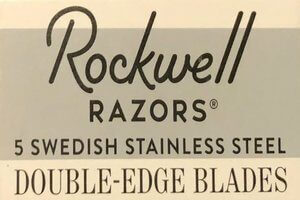 Rockwell
RAZORS®
5 SWEDISH STAINLESS STEEL
DOUBLE-EDGE BLADES